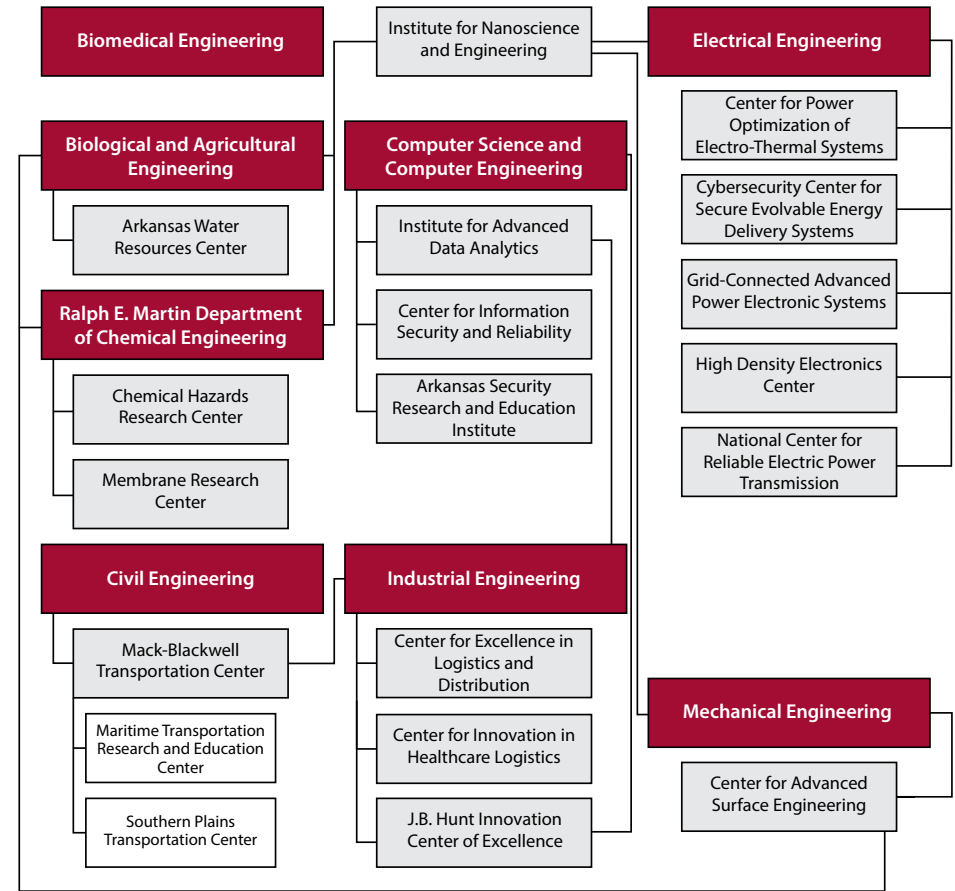 Biomedical Engineering
Institute for Nanoscience
and Engineering
Electrical Engineering
Center for Power
Optimization of
Electro-Thermal Systems
Cybersecurity Center for
Secure Evolvable Energy
Delivery Systems
Grid-Connected Advanced
Power Electronic Systems
High Density Electronics
Center
National Center for
Reliable Electric Power
Transmission
Biological and Agricultural
Engineering
Arkansas Water
Resources Center
Computer Science and
Computer Engineering
Institute for Advanced
Data Analytics
Center for Information
Security and Reliability
Arkansas Security
Research and Education
Institute
Ralph E. Martin Department
of Chemical Engineering
Chemical Hazards
Research Center
Membrane Research
Center
Civil Engineering
Mack-Blackwell
Transportation Center
Maritime Transportation
Research and Education
Center
Southern Plains
Transportation Center
Industrial Engineering
Center for Excellence in
Logistics and
Distribution
Center for Innovation in
Healthcare Logistics
J.B. Hunt Innovation
Center of Excellence
Mechanical Engineering
Center for Advanced
Surface Engineering